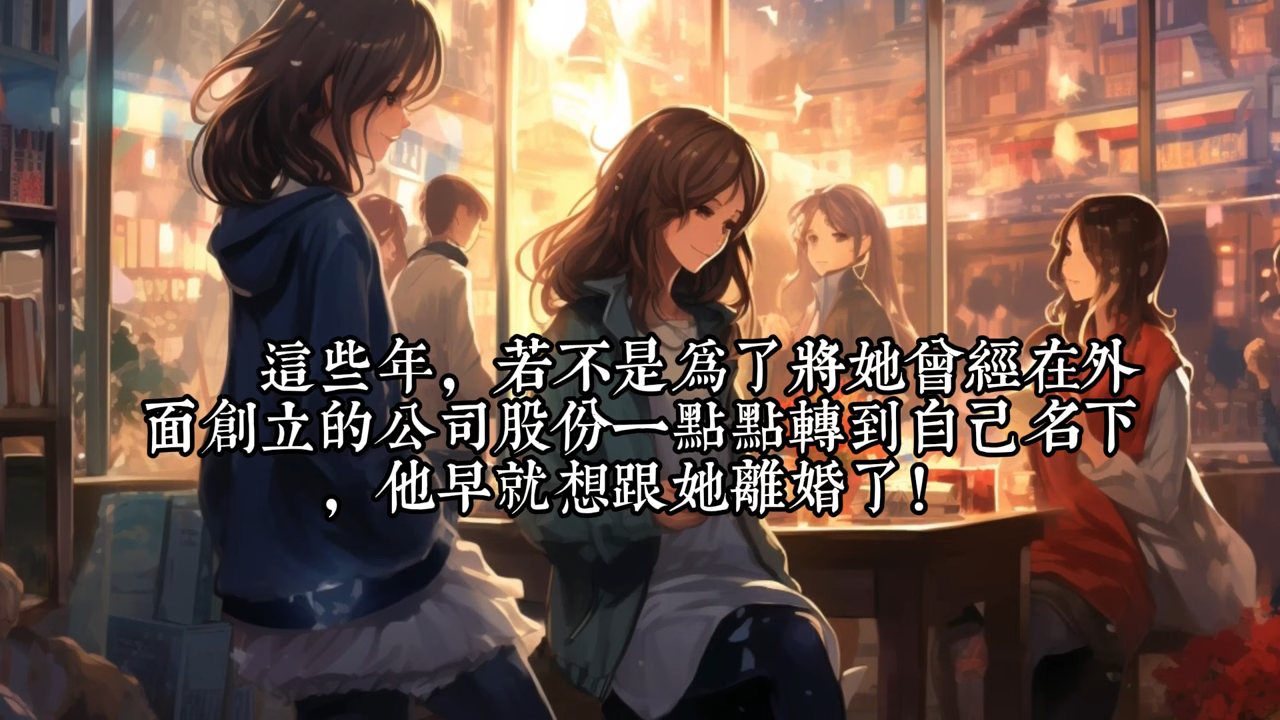 這些年，若不是爲了將她曾經在外
面創立的公司股份一點點轉到自己名下
，他早就想跟她離婚了！